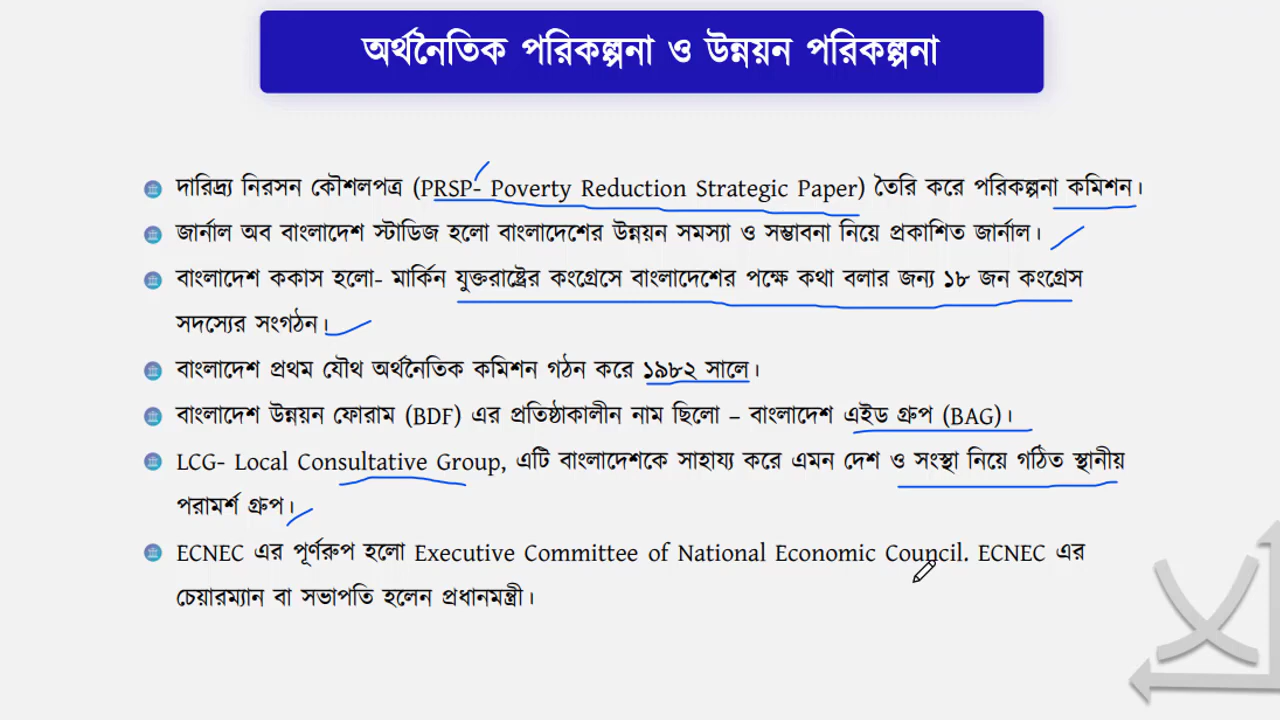 অর্থনৈতিক পরিকল্পনা ও উন্নয়ন পরিকল্পনা
দারিদ্র্য নিরসন কৌশলপত্র (PRSP- Poverty Reduction Strategic Paper) তৈরি করে পরিকল্পনা কমিশন।
জার্নাল অব বাংলাদেশ স্টাডিজ হলো বাংলাদেশের উন্নয়ন সমস্যা ও সম্ভাবনা নিয়ে প্রকাশিত জার্নাল।
বাংলাদেশ ককাস হলো- মার্কিন যুক্তরাষ্ট্রের কংগ্রেসে বাংলাদেশের পক্ষে কথা বলার জন্য ১৮ জন কংগ্রেস
সদস্যের সংগঠন।
বাংলাদেশ প্রথম যৌথ অর্থনৈতিক কমিশন গঠন করে ১৯৮২ সালে।
বাংলাদেশ উন্নয়ন ফোরাম (BDF) এর প্রতিষ্ঠাকালীন নাম ছিলো – বাংলাদেশ এইড গ্রুপ (BAG)।
LCG- Local Consultative Group, এটি বাংলাদেশকে সাহায্য করে এমন দেশ ও সংস্থা নিয়ে গঠিত স্থানীয়
পরামর্শ গ্রুপ।
ECNEC এর পূর্ণরুপ হলো Executive Committee of National Economic Council. ECNEC এর
চেয়ারম্যান বা সভাপতি হলেন প্রধানমন্ত্রী।